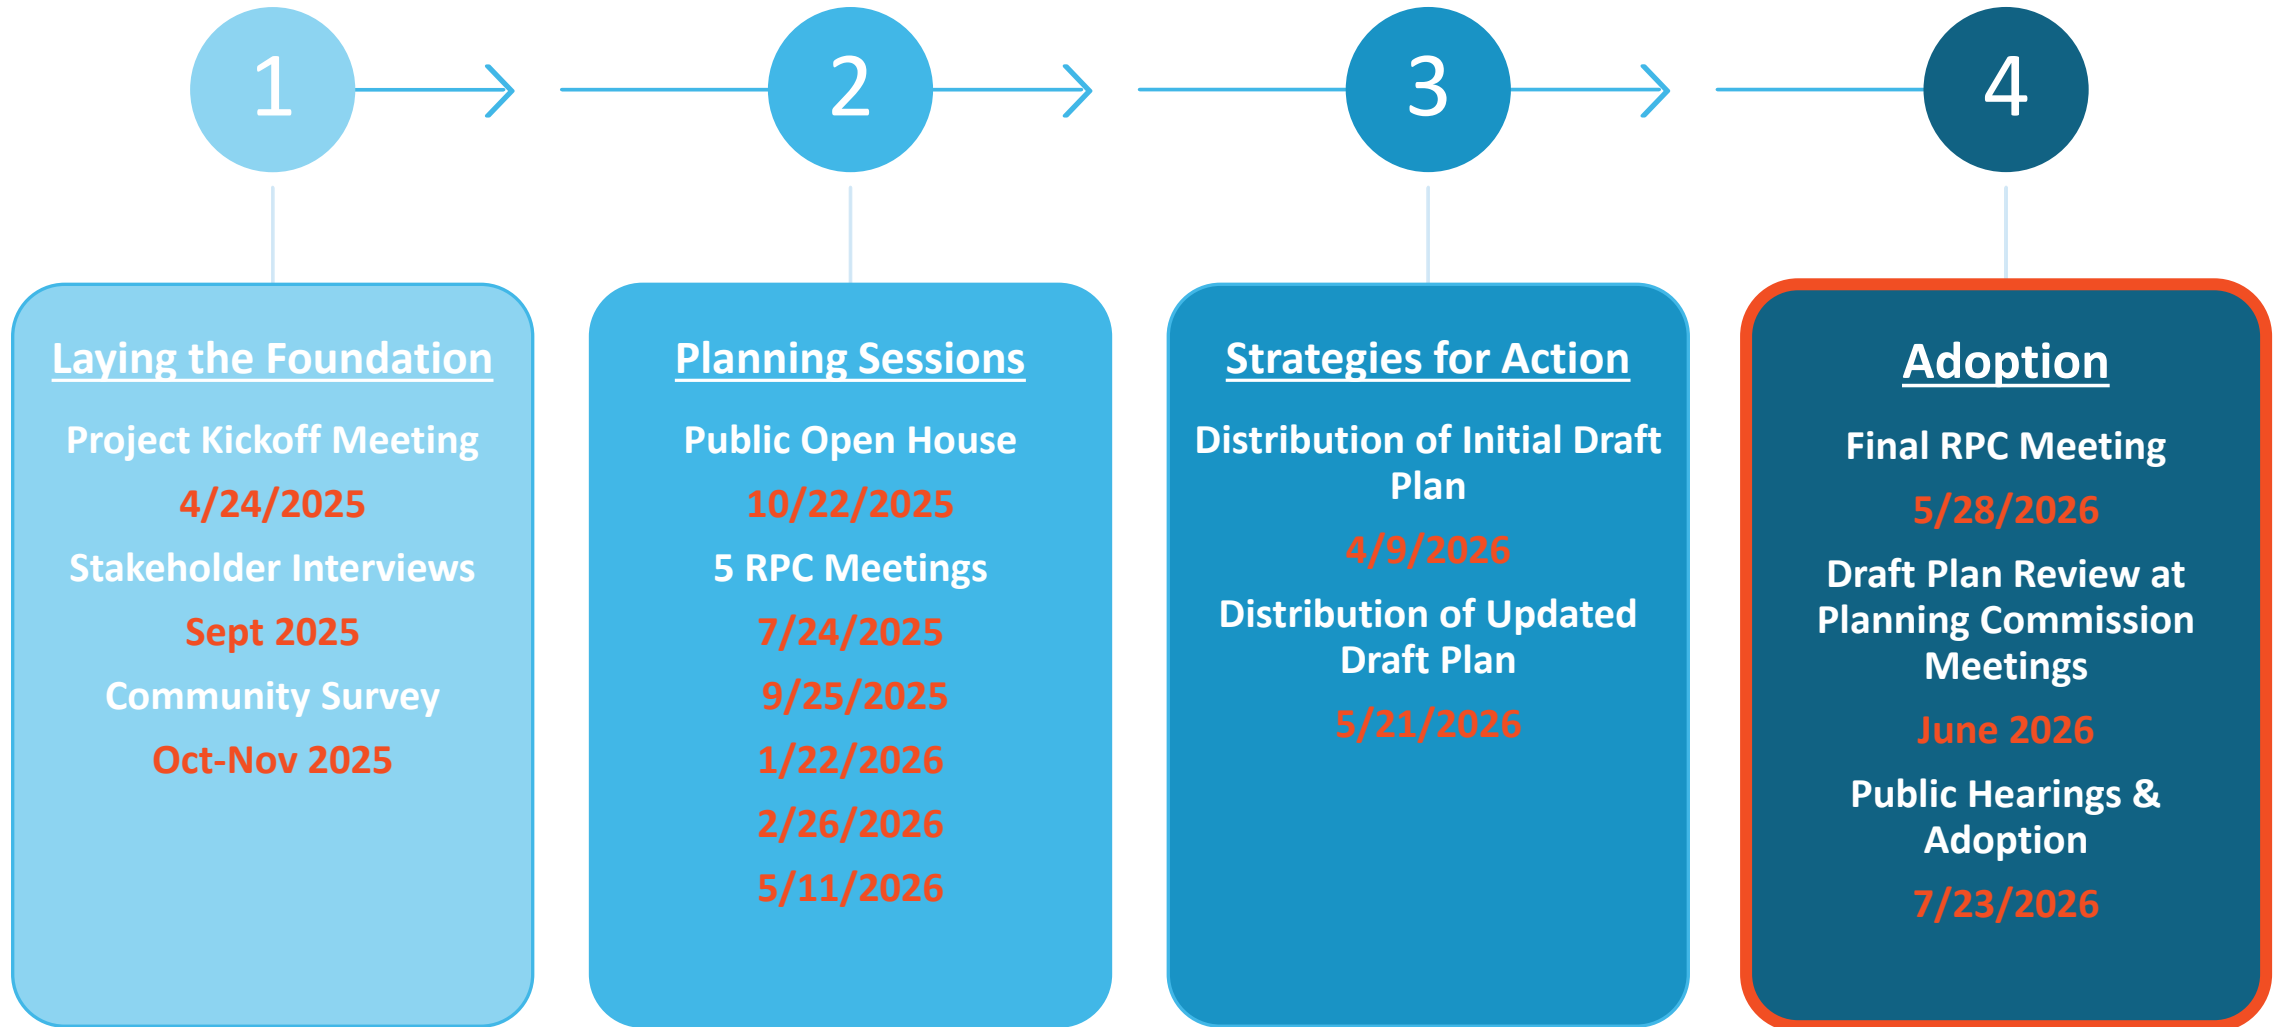 1
Laying the Foundation
Project Kickoff Meeting
4/24/2025
Stakeholder Interviews
Sept 2025
Community Survey
Oct-Nov 2025
2
Planning Sessions
Public Open House
10/22/2025
5 RPC Meetings
7/24/2025
9/25/2025
1/22/2026
2/26/2026
5/11/2026
3
Strategies for Action
Distribution of Initial Draft
Plan
4/9/2026
Distribution of Updated
Draft Plan
5/21/2026
4
Adoption
Final RPC Meeting
5/28/2026
Draft Plan Review at
Planning Commission
Meetings
June 2026
Public Hearings &
Adoption
7/23/2026